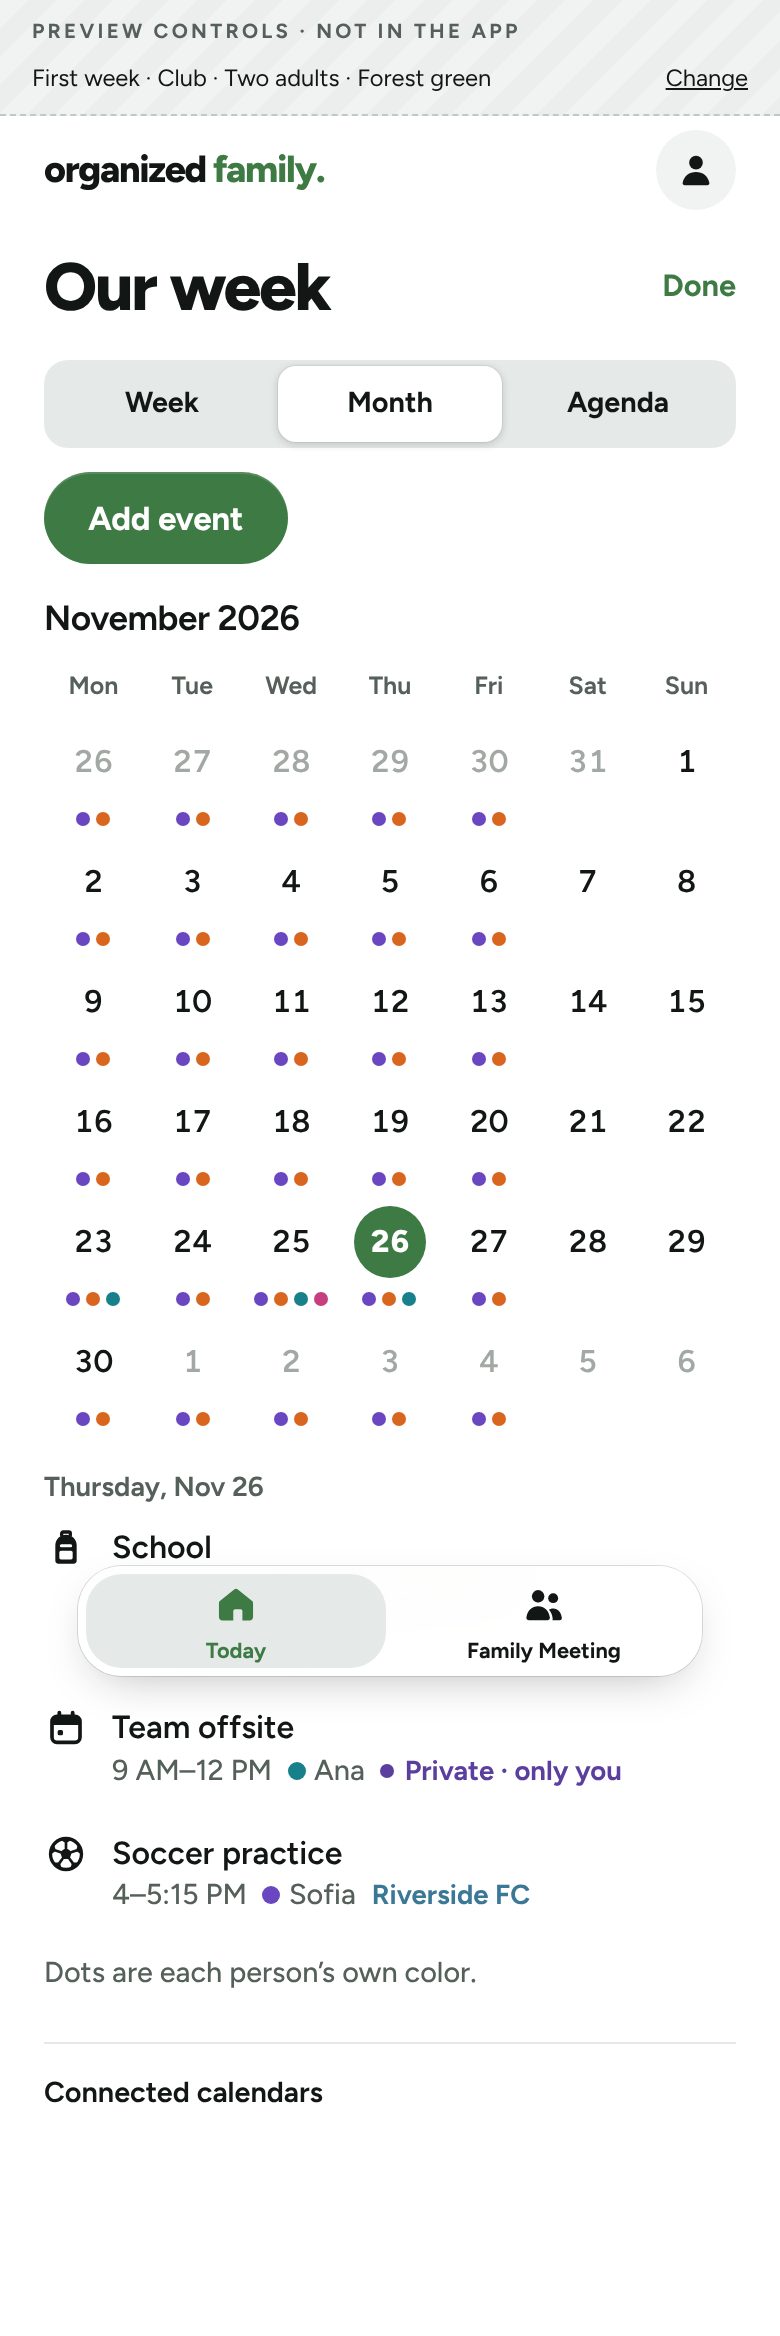 PREVIEW CONTROLS · NOT IN THE APP
First week · Club · Two adults · Forest green Change
organized family.
Our week Done
Week Month Agenda
Add event
November 2026
Mon Tue Wed Thu Fri Sat Sun
26 27 28 29 30 31 1
2 3 4 5 6 7 8
9 10 11 12 13 14 15
16 17 18 19 20 21 22
23 24 25 26 27 28 29
30 1 2 3 4 5 6
Thursday, Nov 26
School
Today Family Meeting
Team offsite
9 AM–12 PM Ana Private · only you
Soccer practice
4–5:15 PM Sofia Riverside FC
Dots are each person’s own color.
Connected calendars